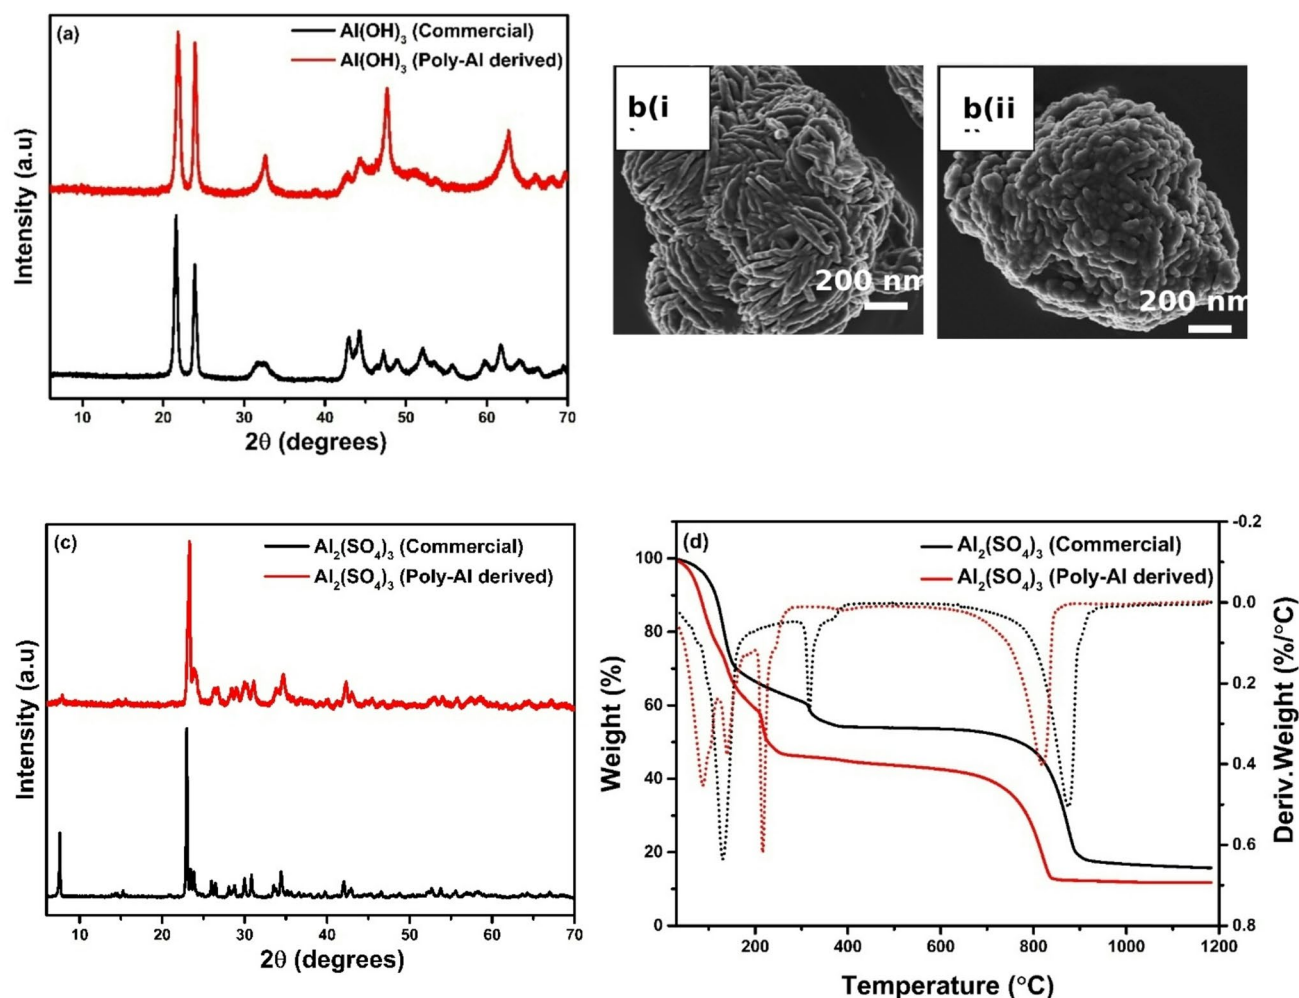 (a)
Al(OH)₃ (Commercial)
Al(OH)₃ (Poly-Al derived)
Intensity (a.u)
10 20 30 40 50 60 70
2θ (degrees)
b(i
200 nm
b(ii
200 nm
(c)
Al₂(SO₄)₃ (Commercial)
Al₂(SO₄)₃ (Poly-Al derived)
Intensity (a.u)
10 20 30 40 50 60 70
2θ (degrees)
(d)
Al₂(SO₄)₃ (Commercial)
Al₂(SO₄)₃ (Poly-Al derived)
Weight (%)
100
80
60
40
20
0
-0.2
0.0
0.2
0.4
0.6
0.8
Deriv.Weight (%/°C)
200 400 600 800 1000 1200
Temperature (°C)